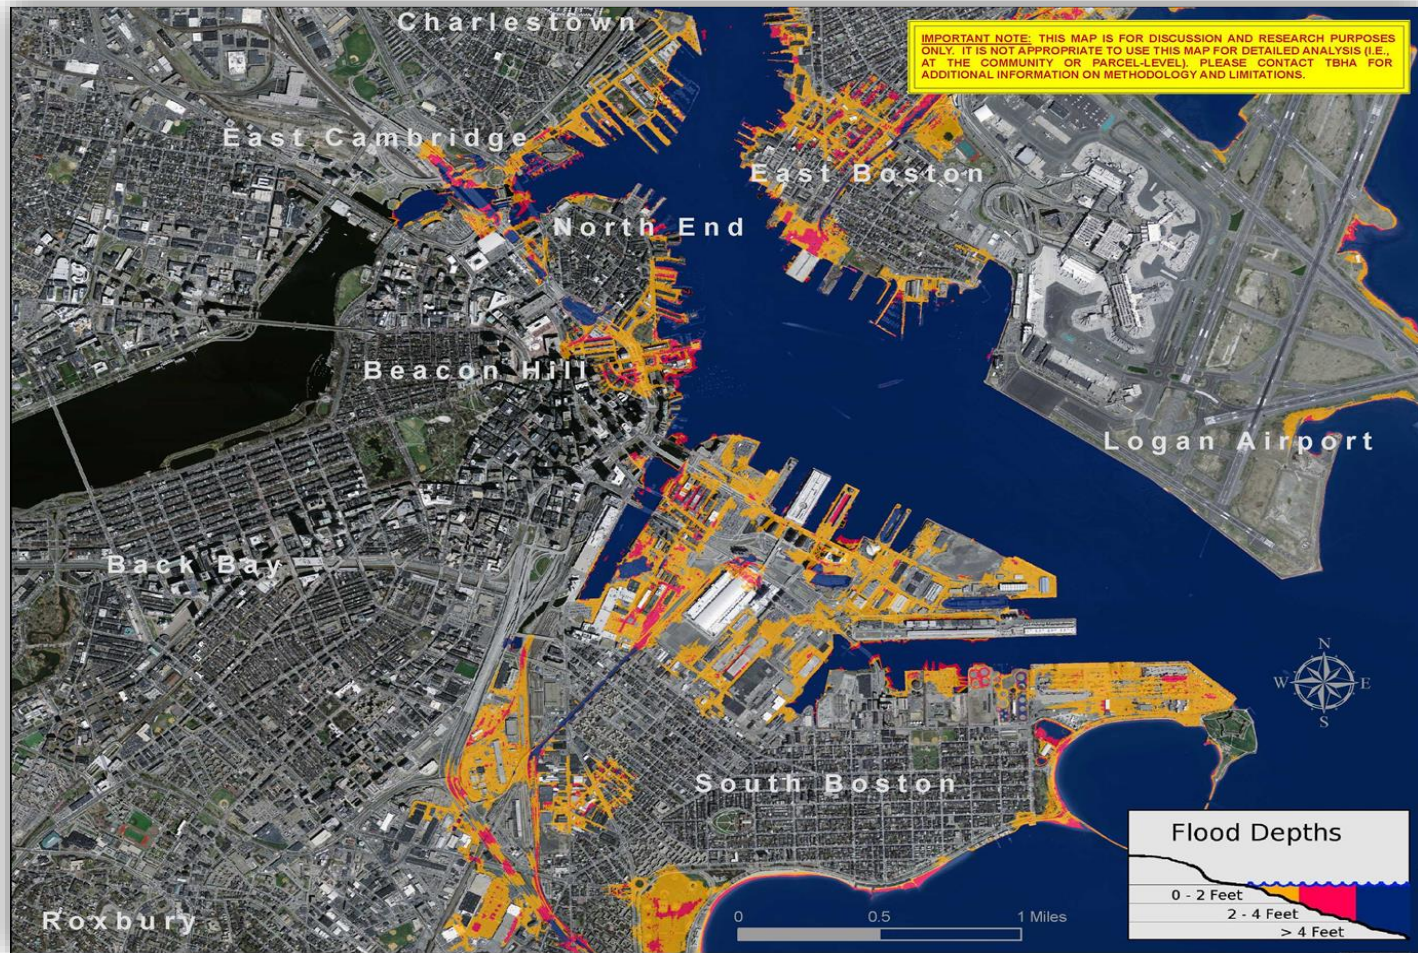 Charlestown
IMPORTANT NOTE: THIS MAP IS FOR DISCUSSION AND RESEARCH PURPOSES
ONLY. IT IS NOT APPROPRIATE TO USE THIS MAP FOR DETAILED ANALYSIS (I.E.,
AT THE COMMUNITY OR PARCEL-LEVEL). PLEASE CONTACT TBHA FOR
ADDITIONAL INFORMATION ON METHODOLOGY AND LIMITATIONS.
East Cambridge
East Boston
North End
Beacon Hill
Logan Airport
Back Bay
N
W E
S
South Boston
Flood Depths
0 - 2 Feet
2 - 4 Feet
> 4 Feet
Roxbury
0 0.5 1 Miles